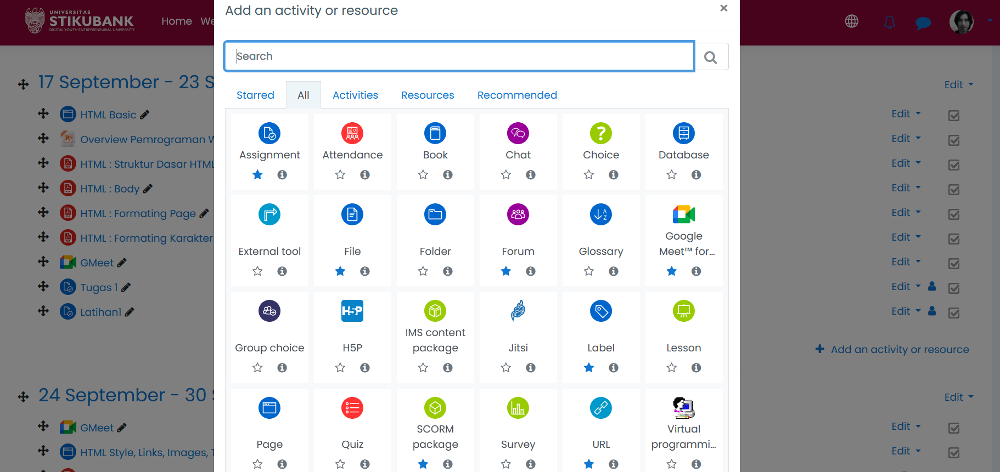 UNIVERSITAS
STIKUBANK
DIGITAL YOUTH ENTREPRENEURIAL UNIVERSITY
Home
Add an activity or resource
×
Search
Starred All Activities Resources Recommended
17 September - 23
Edit
HTML Basic
Edit
Overview Pemrograman
Edit
HTML : Struktur Dasar HTML
Edit
HTML : Body
Edit
HTML : Formating Page
Edit
HTML : Formating Karakter
Edit
GMeet
Edit
Tugas 1
Edit
Latihan1
Edit
Add an activity or resource
24 September - 30
Edit
GMeet
Edit
HTML Style, Links, Images,
Edit
Assignment Attendance Book Chat Choice Database
External tool File Folder Forum Glossary Google Meet™ for...
Group choice H5P IMS content package Jitsi Label Lesson
Page Quiz SCORM package Survey URL Virtual programmi...